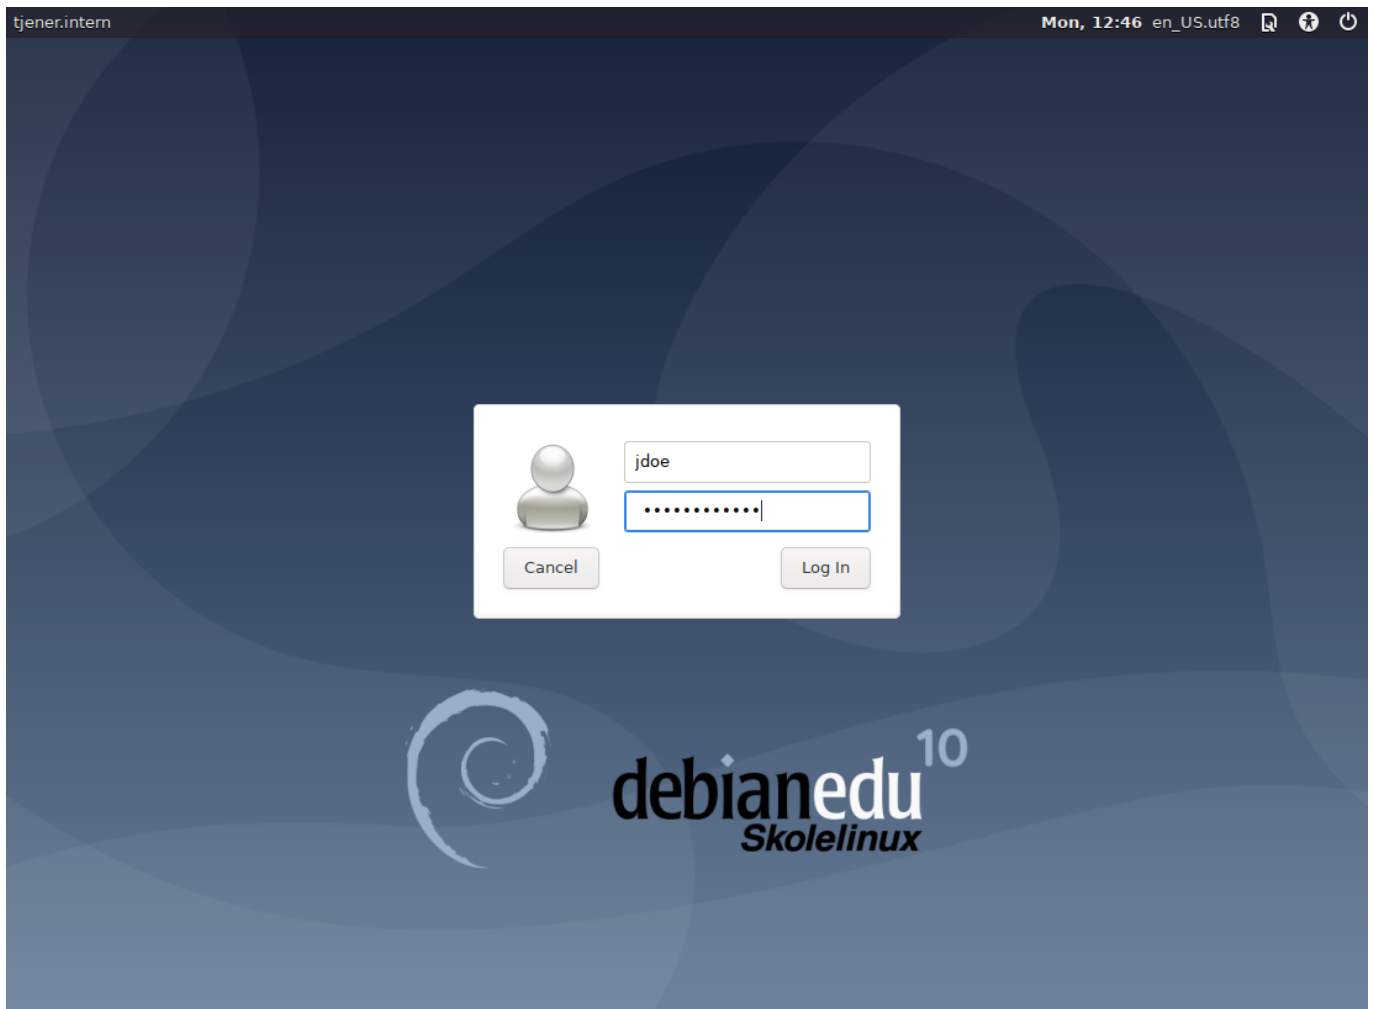 tjener.intern
Mon, 12:46 en_US.utf8
jdoe
••••••••••••
Cancel
Log In
debianedu 10
Skolelinux